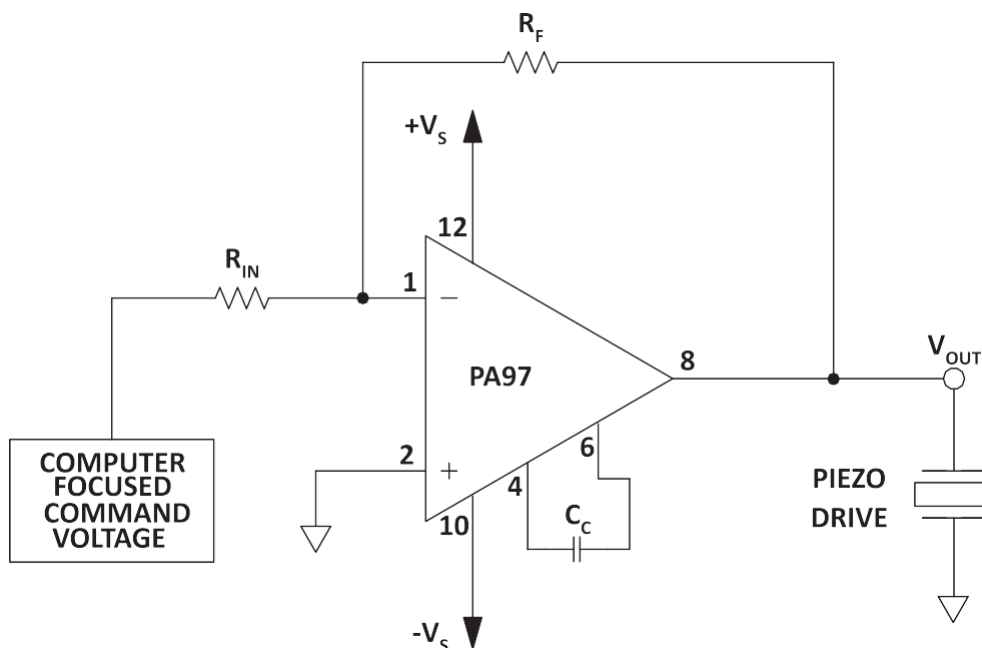 R_F
+V_S
12
R_IN
1
−
PA97
8
V_OUT
2
+
6
4
10
C_C
COMPUTER
FOCUSED
COMMAND
VOLTAGE
PIEZO
DRIVE
-V_S